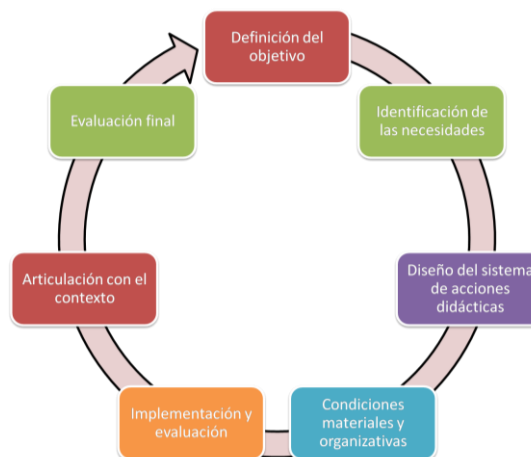 Definición del
objetivo
Identificación de
las necesidades
Diseño del sistema
de acciones
didácticas
Condiciones
materiales y
organizativas
Implementación y
evaluación
Articulación con el
contexto
Evaluación final